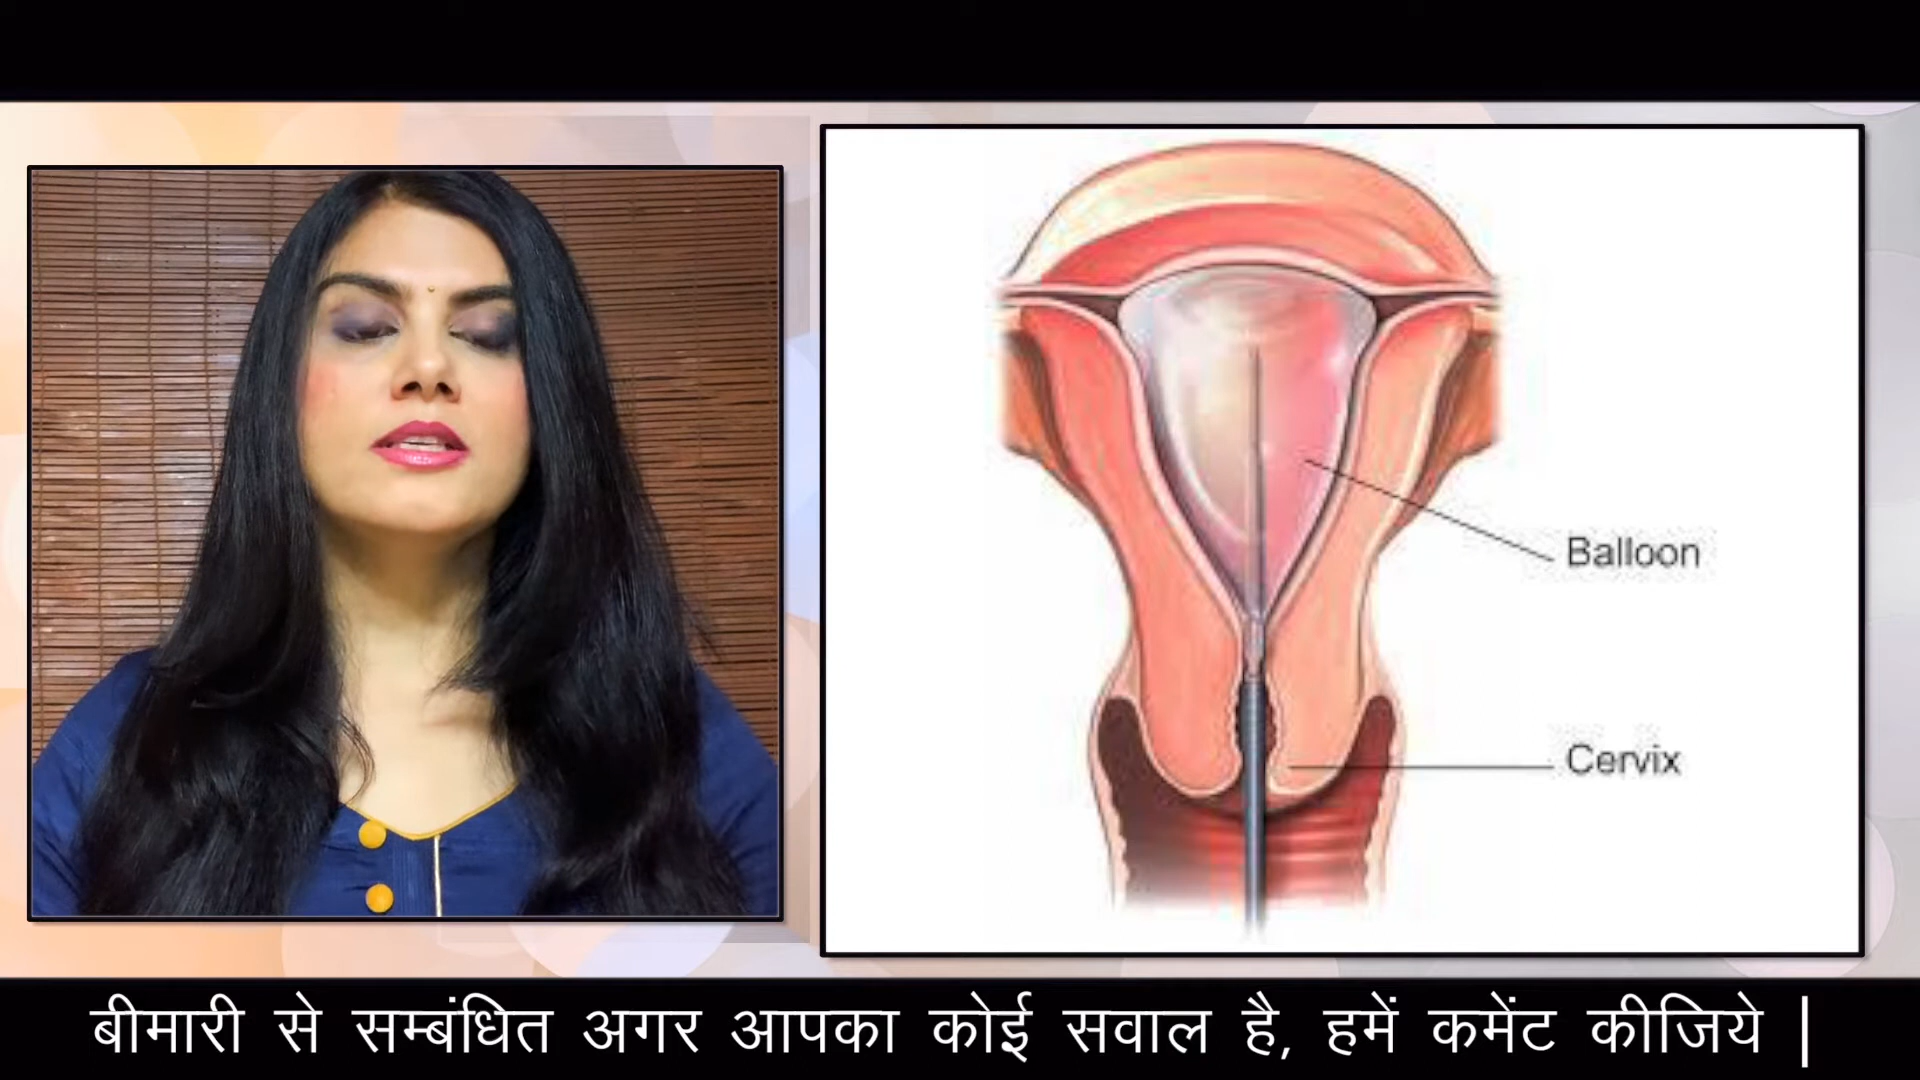 Balloon
Cervix
बीमारी से सम्बंधित अगर आपका कोई सवाल है, हमें कमेंट कीजिये |